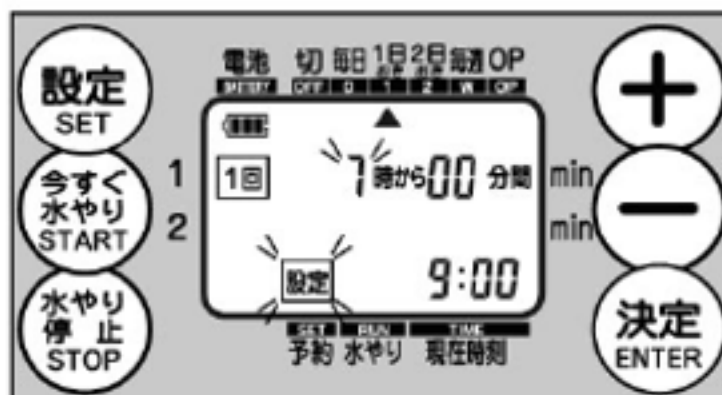 設定
SET
今すぐ
水やり
START
水やり
停止
STOP
電池 切 毎日 1日おき 2日おき 毎週 OP
BATTERY OFF 0 1 2 W OP
1 1回 7時から00分間 min
2 min
設定 9:00
SET RUN TIME
予約 水やり 現在時刻
+
−
決定
ENTER